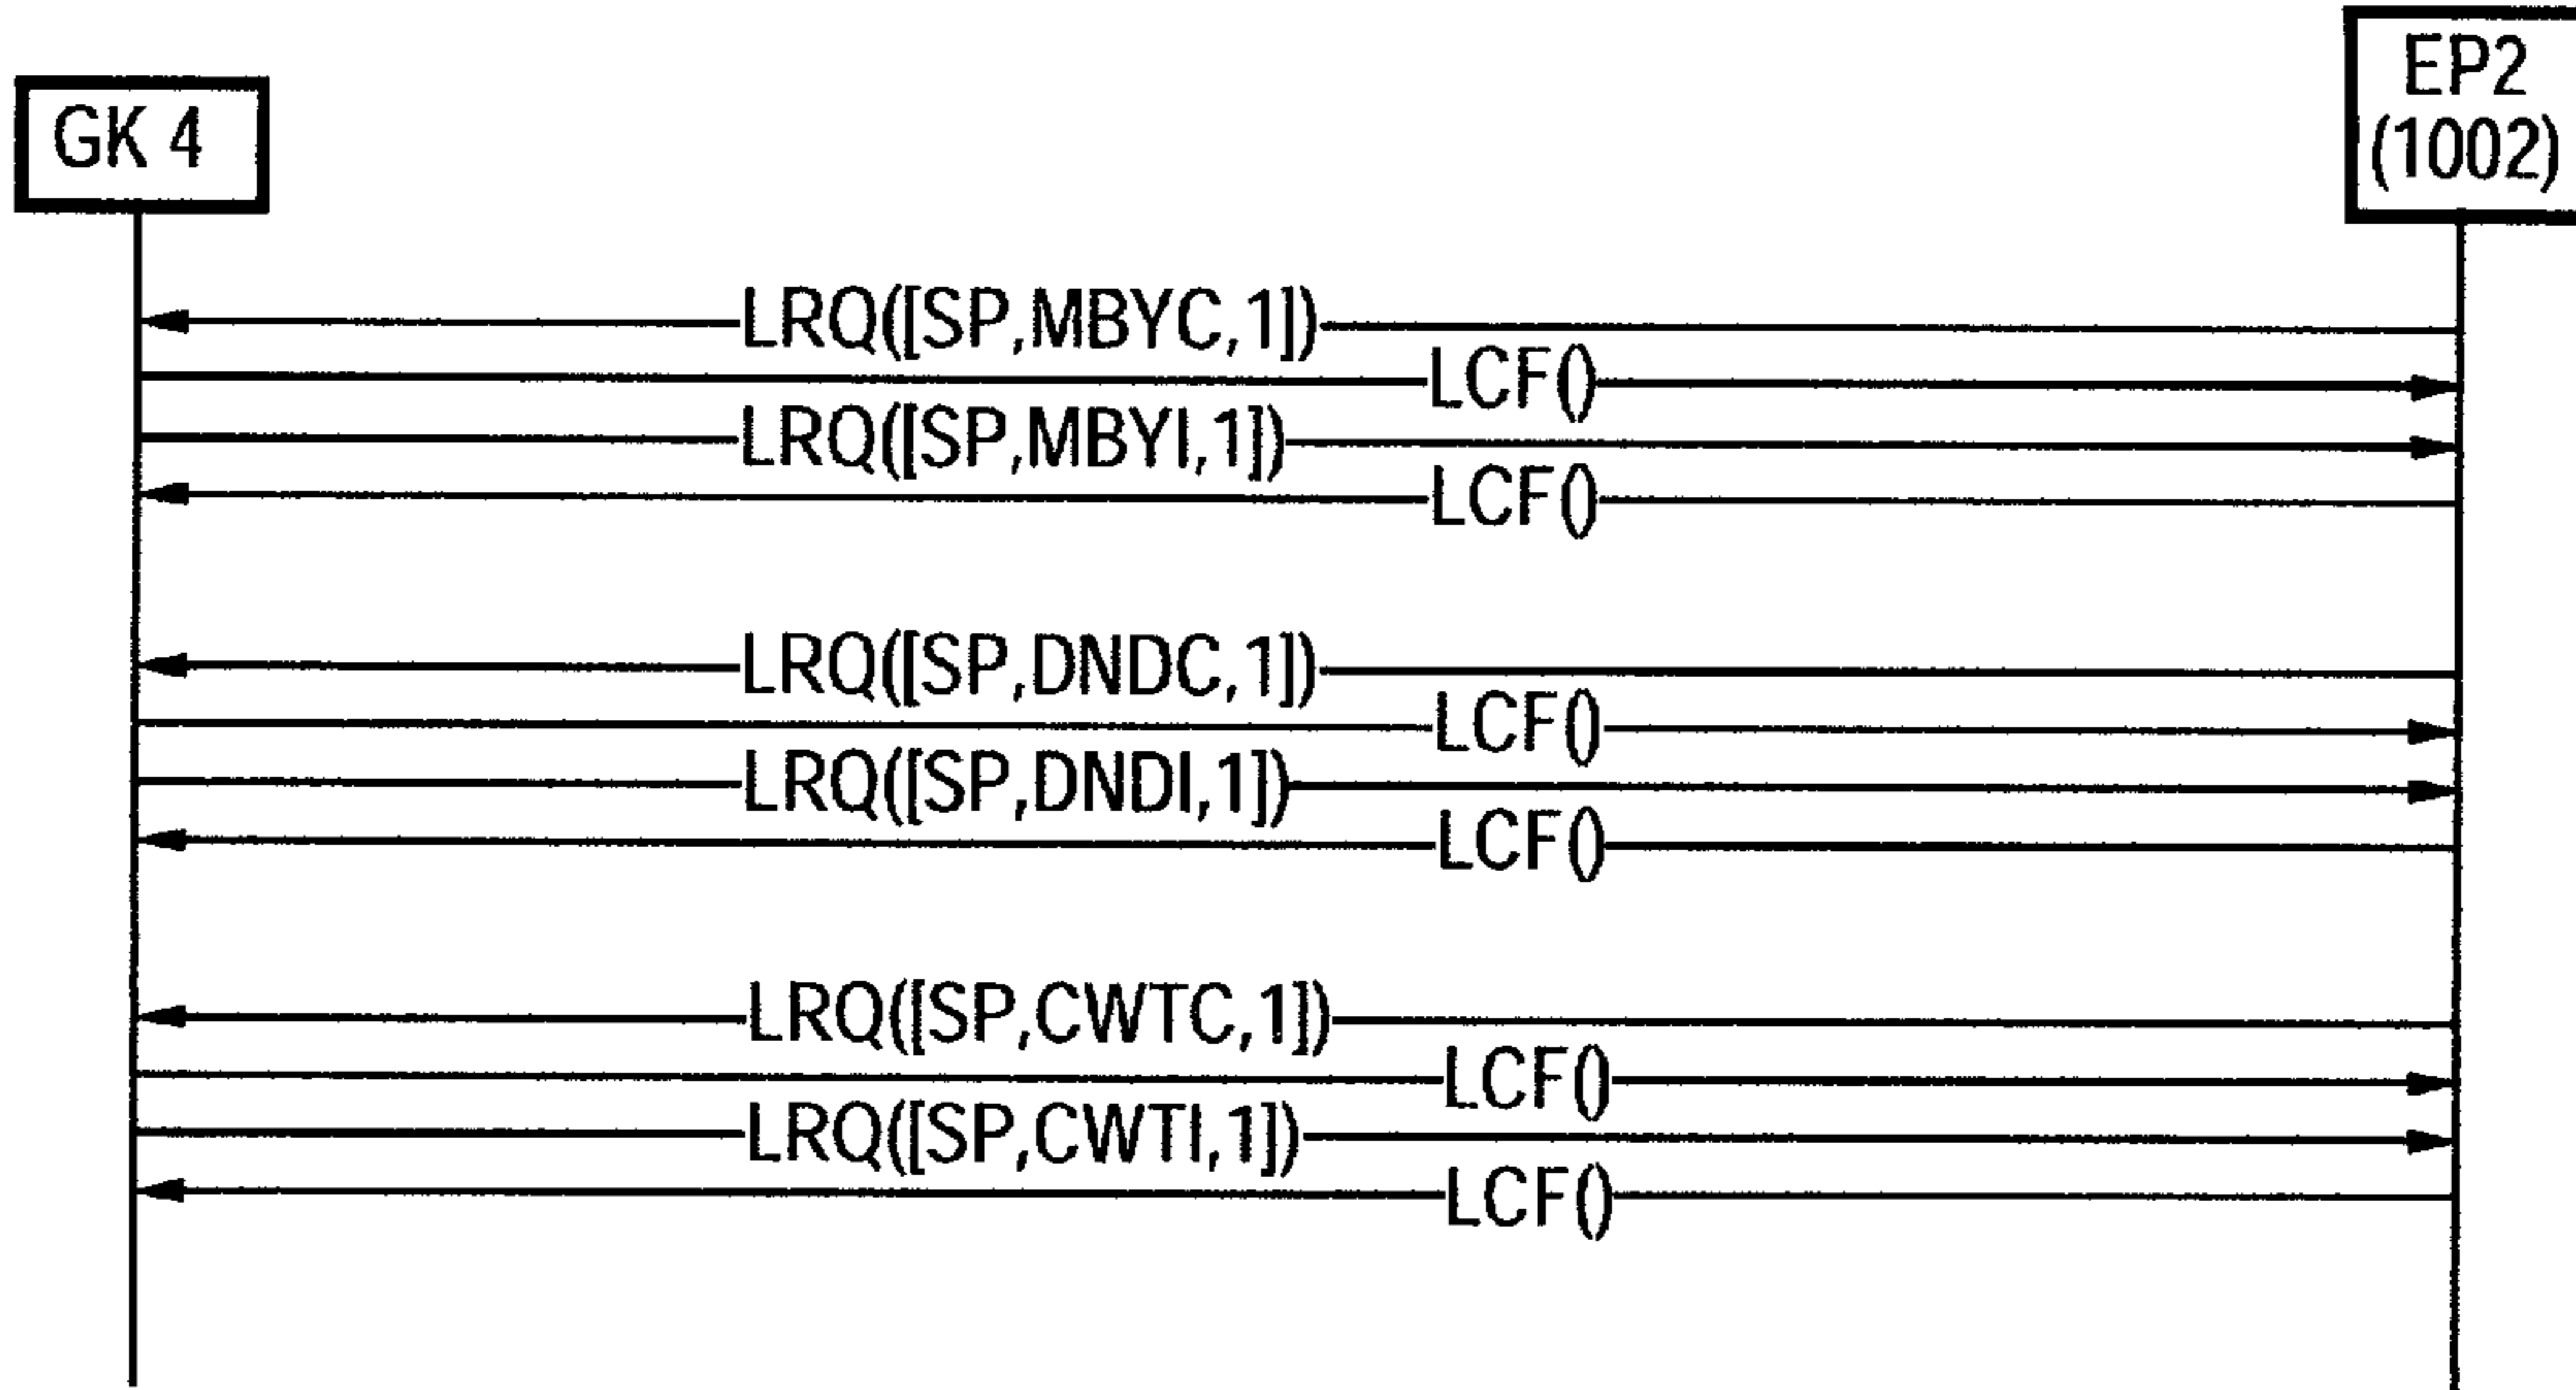 GK 4
EP2
(1002)
LRQ([SP,MBYC,1])
LCF()
LRQ([SP,MBYI,1])
LCF()
LRQ([SP,DNDC,1])
LCF()
LRQ([SP,DNDI,1])
LCF()
LRQ([SP,CWTC,1])
LCF()
LRQ([SP,CWTI,1])
LCF()